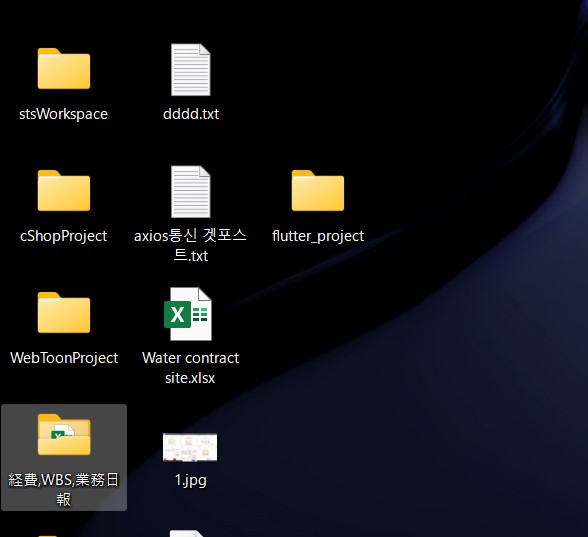 stsWorkspace
dddd.txt
cShopProject
axios통신 겟포스
트.txt
flutter_project
WebToonProject
Water contract
site.xlsx
経費,WBS,業務日
報
1.jpg